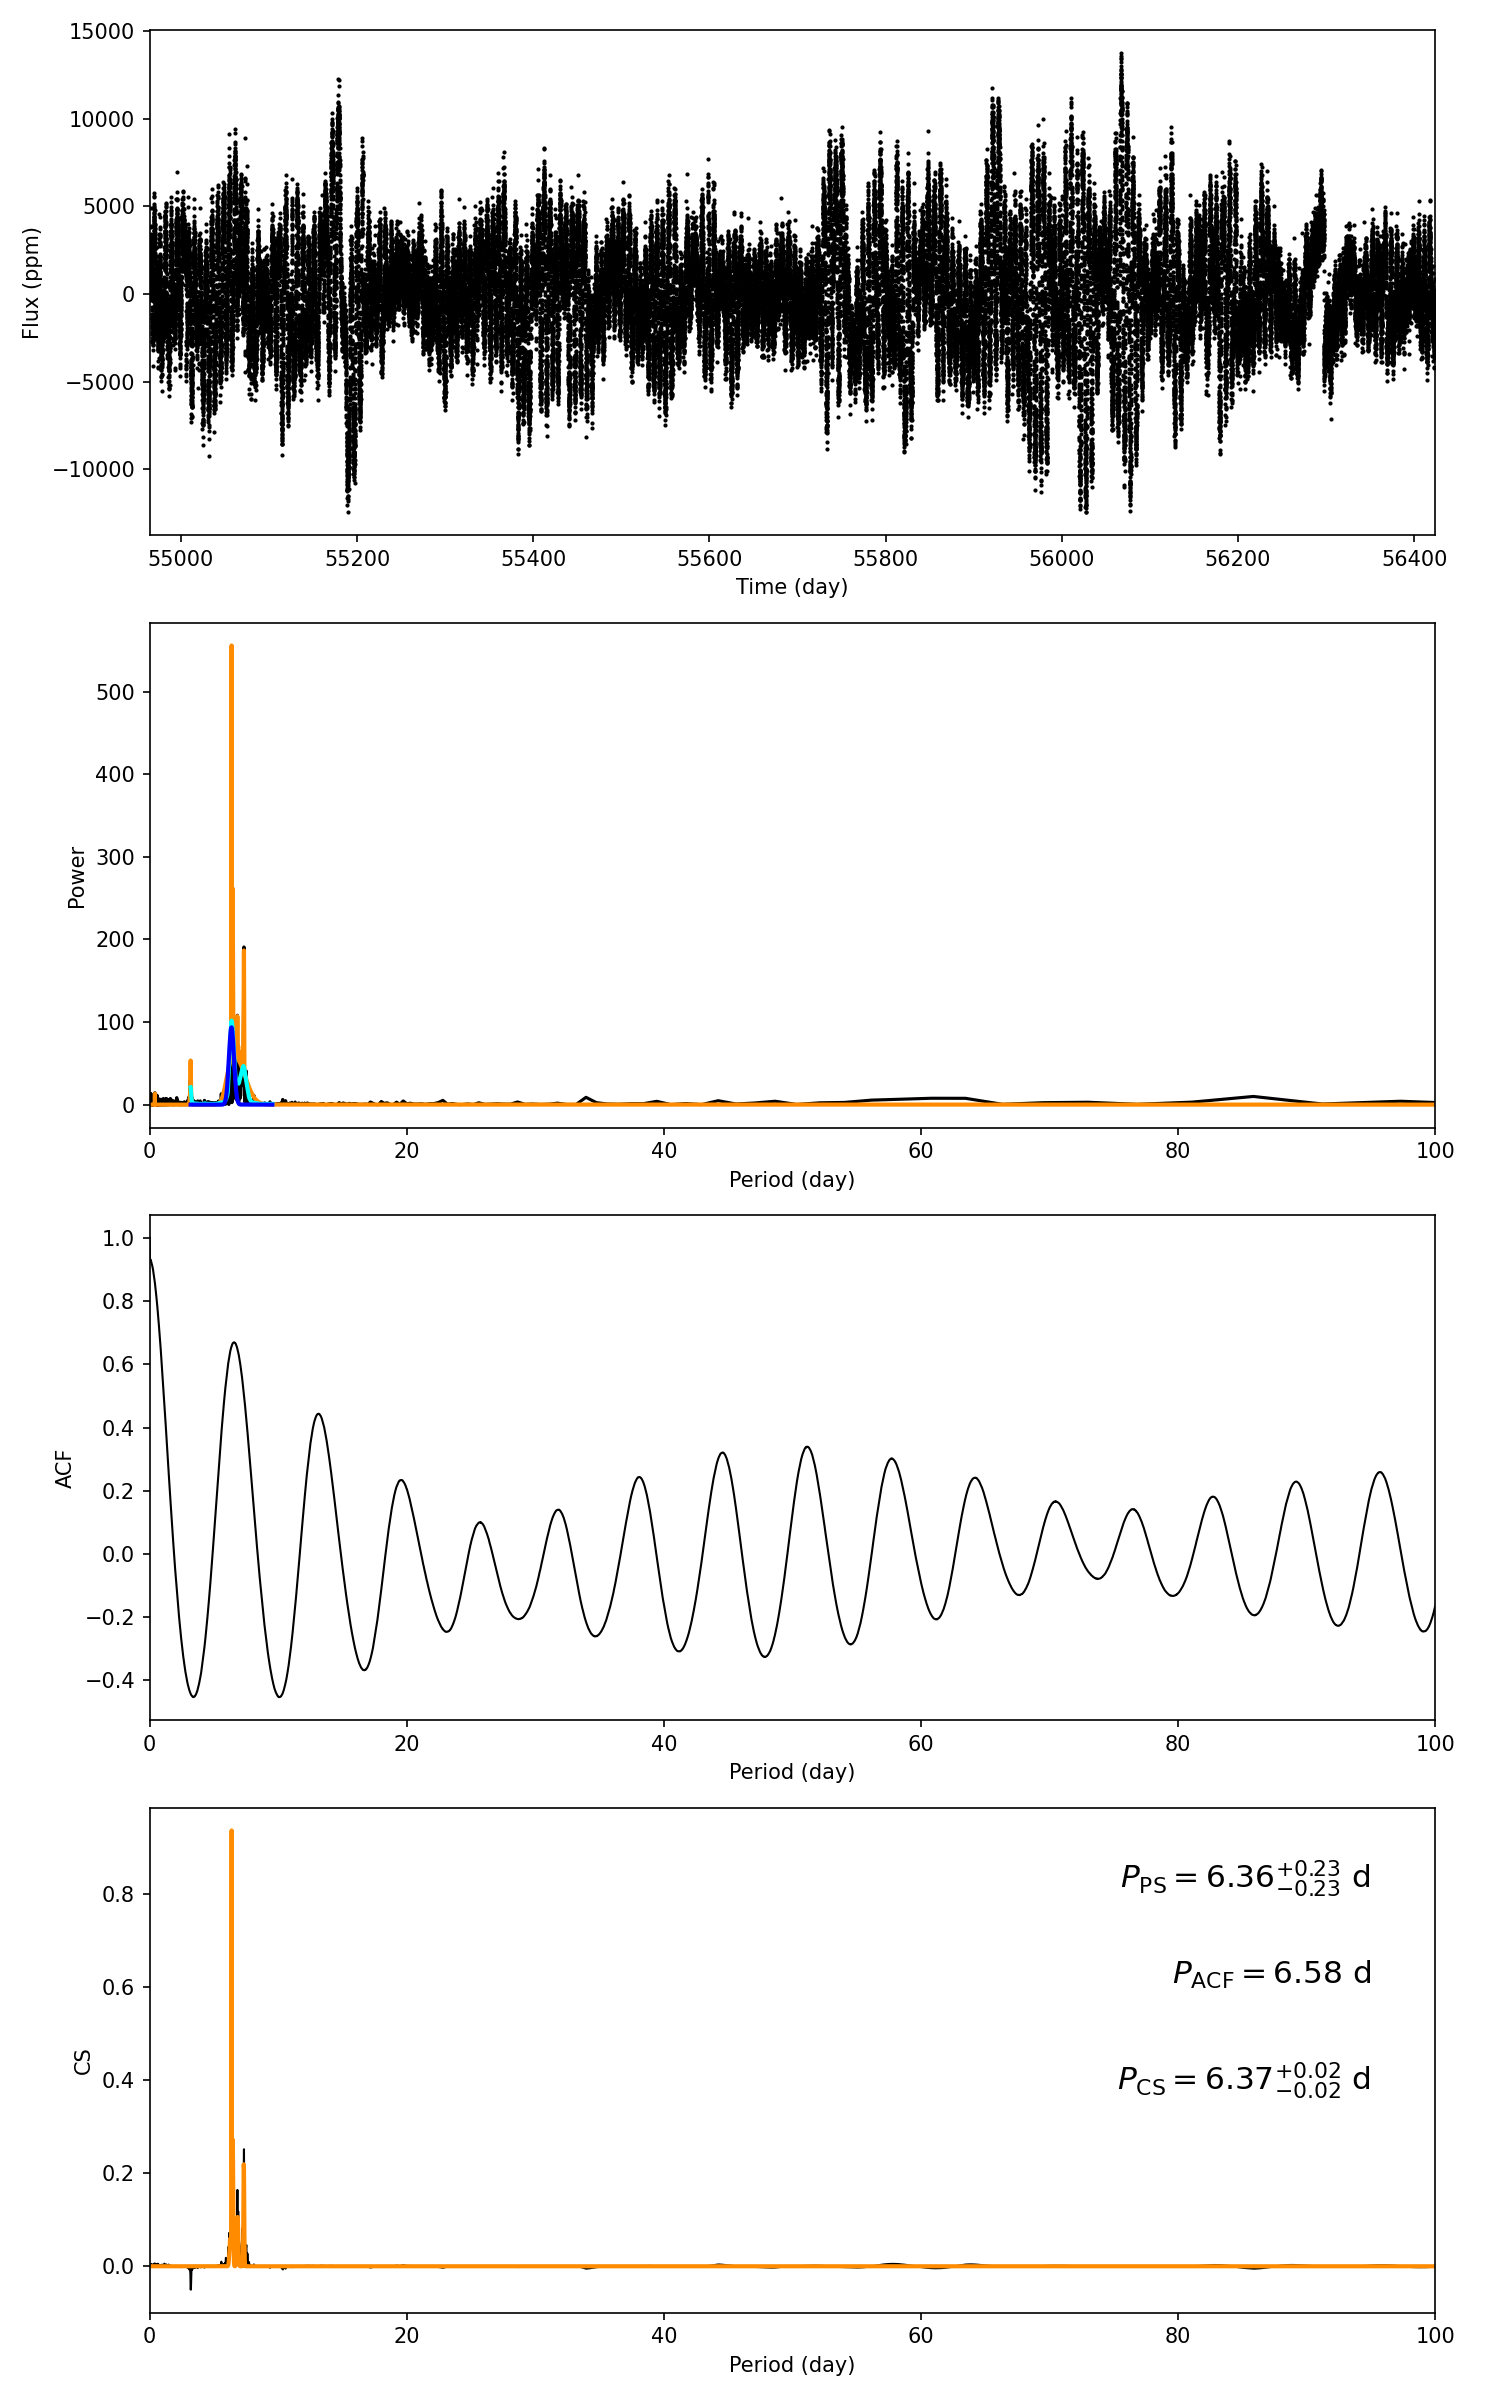 15000
10000
5000
0
−5000
−10000
Flux (ppm)
55000 55200 55400 55600 55800 56000 56200 56400
Time (day)
500
400
300
200
100
0
Power
0 20 40 60 80 100
Period (day)
1.0
0.8
0.6
0.4
0.2
0.0
−0.2
−0.4
ACF
0 20 40 60 80 100
Period (day)
0.8
0.6
0.4
0.2
0.0
CS
P_PS = 6.36 +0.23 −0.23 d
P_ACF = 6.58 d
P_CS = 6.37 +0.02 −0.02 d
0 20 40 60 80 100
Period (day)